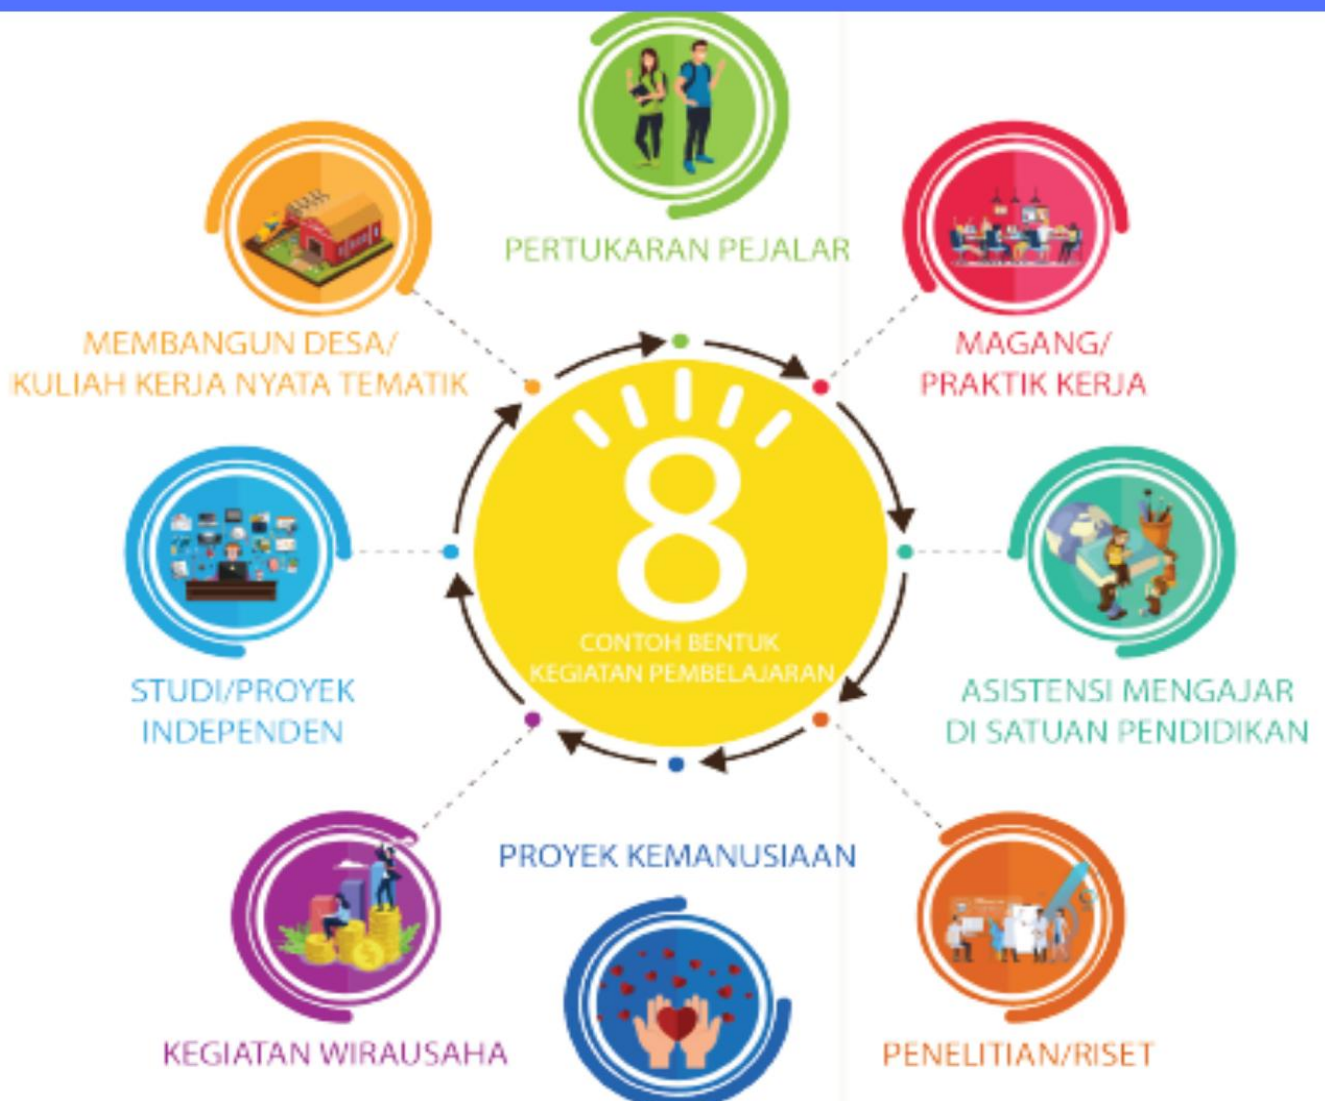 PERTUKARAN PEJALAR
MAGANG/
PRAKTIK KERJA
ASISTENSI MENGAJAR
DI SATUAN PENDIDIKAN
PENELITIAN/RISET
PROYEK KEMANUSIAAN
KEGIATAN WIRAUSAHA
STUDI/PROYEK
INDEPENDEN
MEMBANGUN DESA/
KULIAH KERJA NYATA TEMATIK
8
CONTOH BENTUK
KEGIATAN PEMBELAJARAN